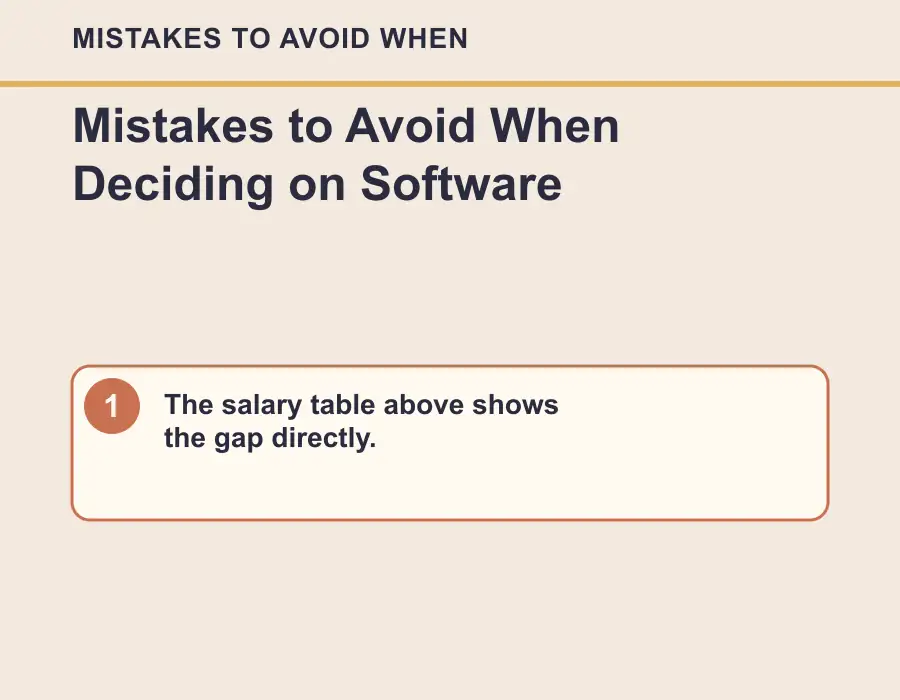 MISTAKES TO AVOID WHEN
Mistakes to Avoid When
Deciding on Software
1
The salary table above shows
the gap directly.